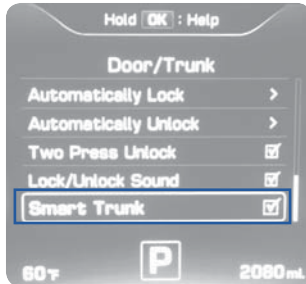 Hold OK : Help
Door/Trunk
Automatically Lock >
Automatically Unlock >
Two Press Unlock
Lock/Unlock Sound
Smart Trunk
P
60°F 2080 mi.